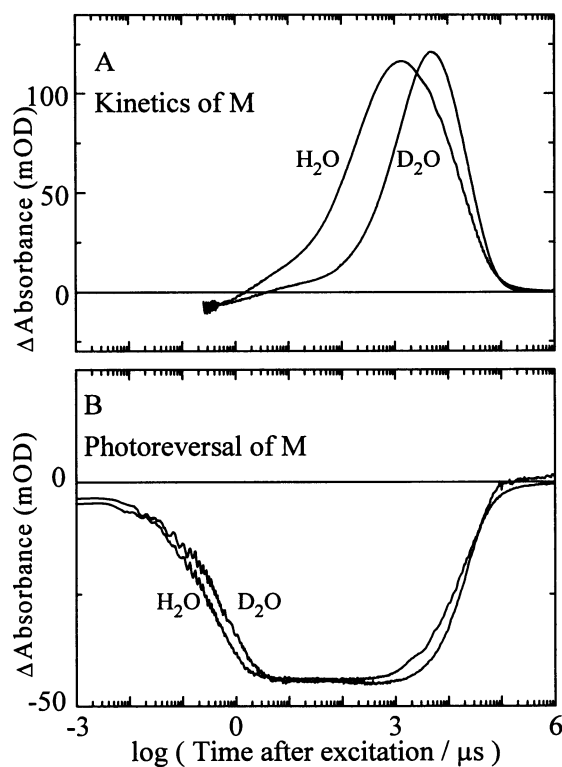 A
Kinetics of M
ΔAbsorbance (mOD)
100
50
0
H₂O
D₂O
B
Photoreversal of M
ΔAbsorbance (mOD)
0
-50
H₂O
D₂O
-3
0
3
6
log ( Time after excitation / μs )